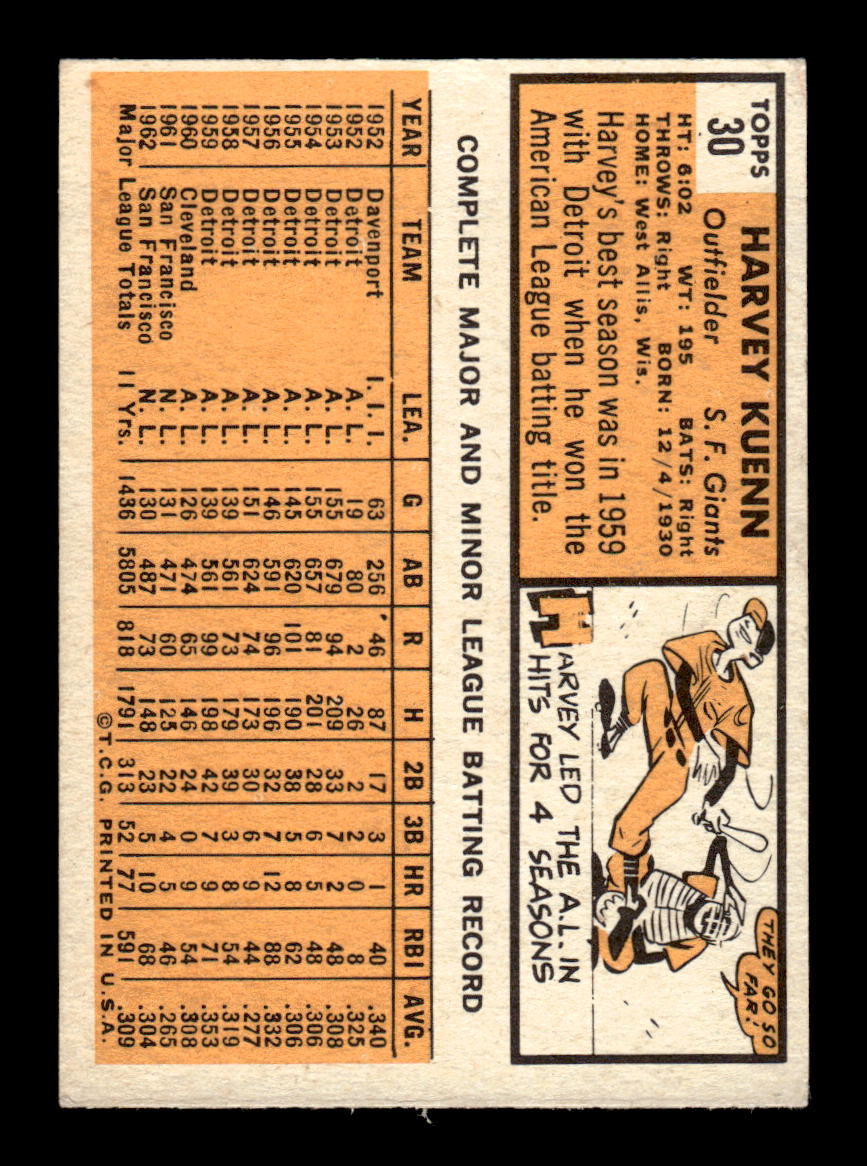 TOPPS
30
HARVEY KUENN
Outfielder S. F. Giants
HT: 6:02 WT: 195 BATS: Right
THROWS: Right BORN: 12/4/1930
HOME: West Allis, Wis.
Harvey's best season was in 1959
with Detroit when he won the
American League batting title.
THEY GO SO
FAR!
HARVEY LED THE A.L. IN
HITS FOR 4 SEASONS
COMPLETE MAJOR AND MINOR LEAGUE BATTING RECORD
YEAR TEAM LEA. G AB R H 2B 3B HR RBI AVG.
1952 Davenport I. I. I. 63 256 46 87 17 3 1 40 .340
1952 Detroit A. L. 19 80 2 26 2 2 0 8 .325
1953 Detroit A. L. 155 679 94 209 33 7 2 48 .308
1954 Detroit A. L. 155 657 81 201 28 6 5 48 .306
1955 Detroit A. L. 145 620 101 190 38 5 8 62 .306
1956 Detroit A. L. 146 591 96 196 32 7 12 88 .332
1957 Detroit A. L. 151 624 74 173 30 6 9 44 .277
1958 Detroit A. L. 139 561 73 179 39 3 8 54 .319
1959 Detroit A. L. 139 561 99 198 42 7 9 71 .353
1960 Cleveland A. L. 126 474 65 146 24 0 9 54 .308
1961 San Francisco N. L. 131 471 60 125 22 4 5 46 .265
1962 San Francisco N. L. 130 487 73 148 23 5 10 68 .304
Major League Totals 11 Yrs. 1436 5805 818 1791 313 52 77 591 .309
©T.C.G. PRINTED IN U.S.A.